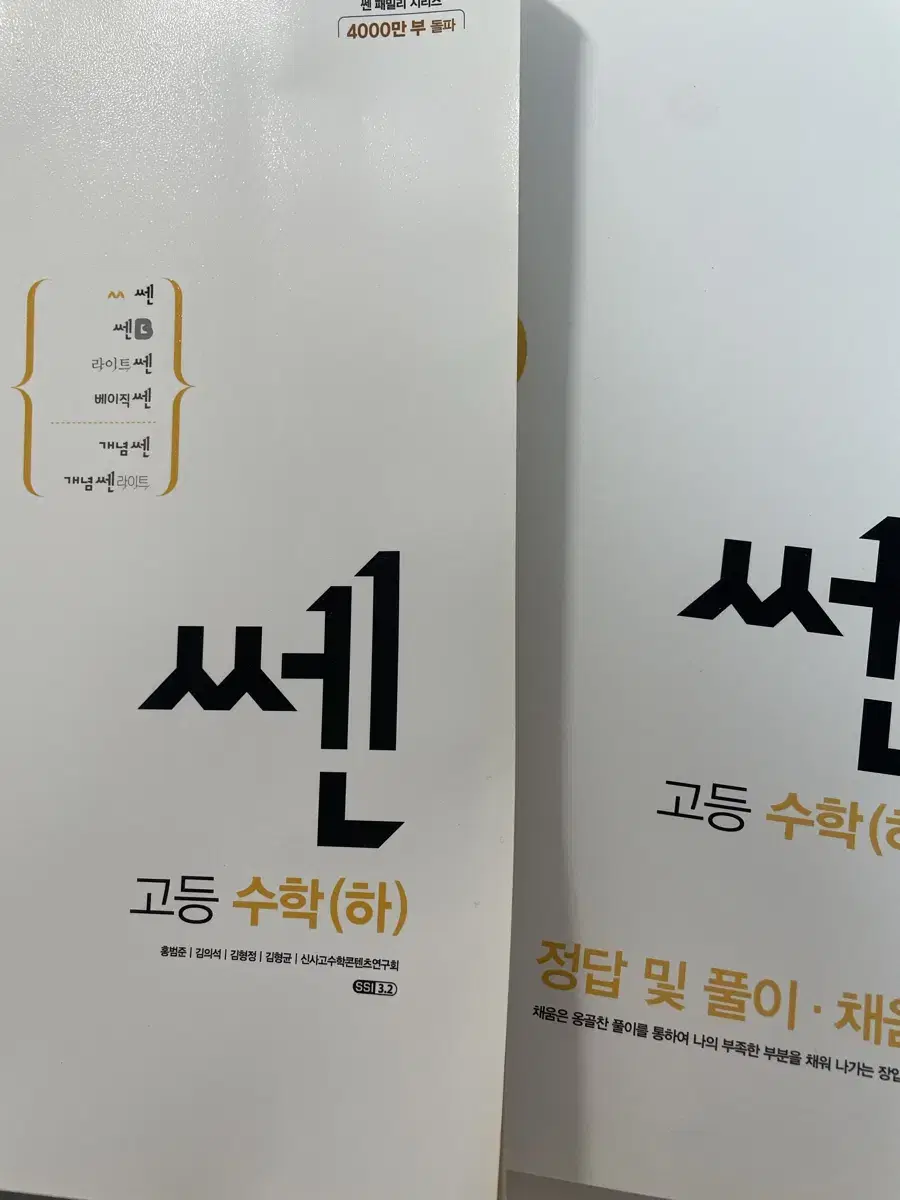 쎈 패밀리 시리즈
4000만 부 돌파
쎈
쎈B
라이트쎈
베이직쎈
개념쎈
개념쎈라이트
쎈
고등 수학(하)
홍범준 | 김의석 | 김형정 | 김형균 | 신사고수학콘텐츠연구회
SSI 3.2
쎈
고등 수학(하
정답 및 풀이 · 채움
채움은 옹골찬 풀이를 통하여 나의 부족한 부분을 채워 나가는 장입